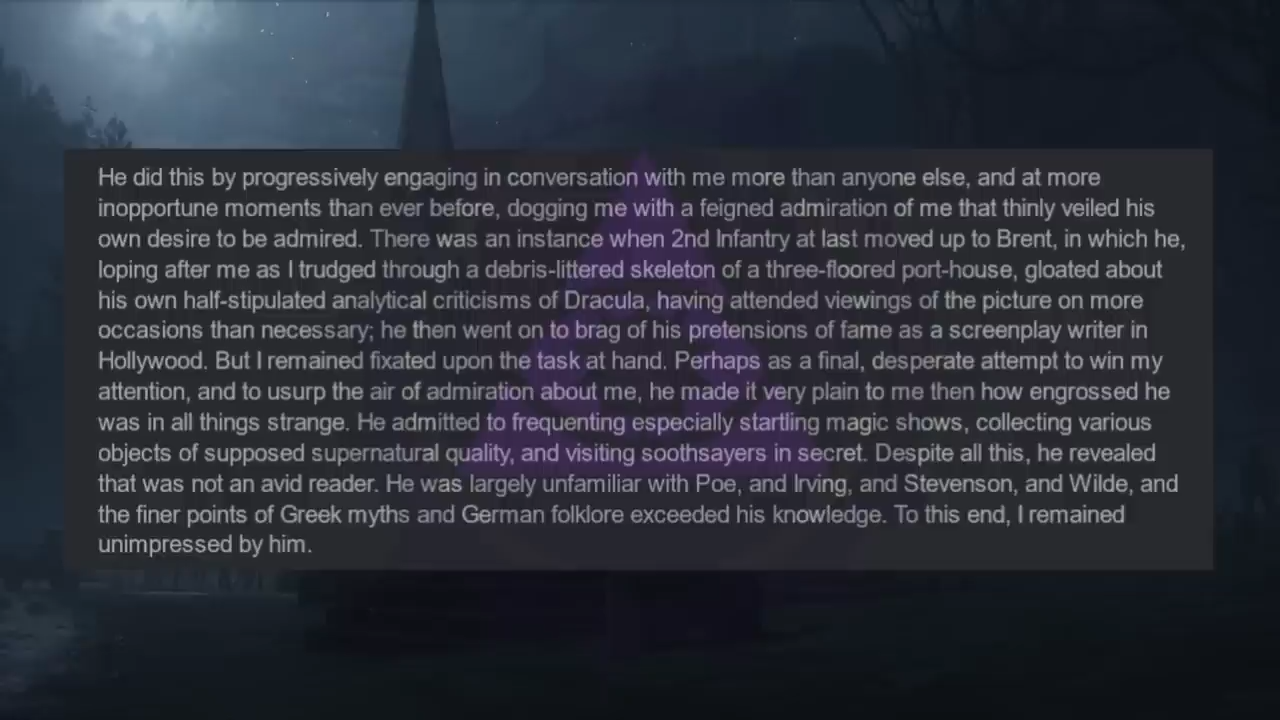 He did this by progressively engaging in conversation with me more than anyone else, and at more
inopportune moments than ever before, dogging me with a feigned admiration of me that thinly veiled his
own desire to be admired. There was an instance when 2nd Infantry at last moved up to Brent, in which he,
loping after me as I trudged through a debris-littered skeleton of a three-floored port-house, gloated about
his own half-stipulated analytical criticisms of Dracula, having attended viewings of the picture on more
occasions than necessary; he then went on to brag of his pretensions of fame as a screenplay writer in
Hollywood. But I remained fixated upon the task at hand. Perhaps as a final, desperate attempt to win my
attention, and to usurp the air of admiration about me, he made it very plain to me then how engrossed he
was in all things strange. He admitted to frequenting especially startling magic shows, collecting various
objects of supposed supernatural quality, and visiting soothsayers in secret. Despite all this, he revealed
that was not an avid reader. He was largely unfamiliar with Poe, and Irving, and Stevenson, and Wilde, and
the finer points of Greek myths and German folklore exceeded his knowledge. To this end, I remained
unimpressed by him.